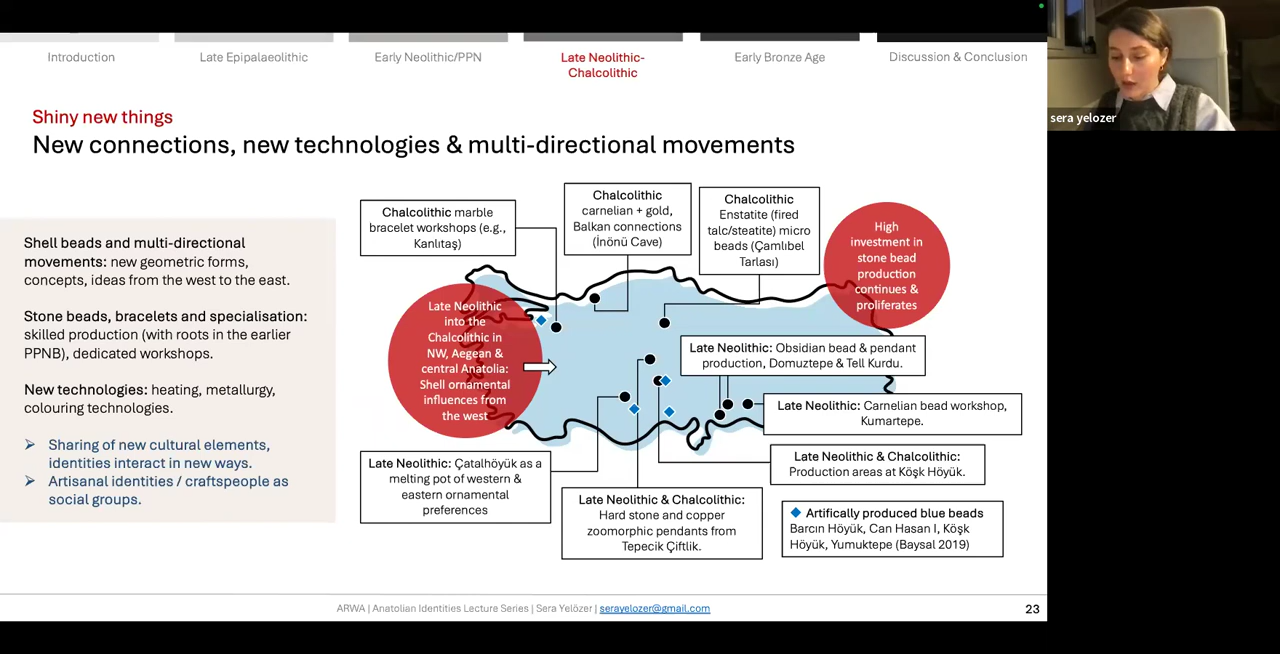 Introduction
Late Epipalaeolithic
Early Neolithic/PPN
Late Neolithic-
Chalcolithic
Early Bronze Age
Discussion & Conclusion
sera yelozer
Shiny new things
New connections, new technologies & multi-directional movements
Shell beads and multi-directional
movements: new geometric forms,
concepts, ideas from the west to the east.
Stone beads, bracelets and specialisation:
skilled production (with roots in the earlier
PPNB), dedicated workshops.
New technologies: heating, metallurgy,
colouring technologies.
Sharing of new cultural elements,
identities interact in new ways.
Artisanal identities / craftspeople as
social groups.
Chalcolithic marble
bracelet workshops (e.g.,
Kanlıtaş)
Chalcolithic
carnelian + gold,
Balkan connections
(İnönü Cave)
Chalcolithic
Enstatite (fired
talc/steatite) micro
beads (Çamlıbel
Tarlası)
High
investment in
stone bead
production
continues &
proliferates
Late Neolithic
into the
Chalcolithic in
NW, Aegean &
central Anatolia:
Shell ornamental
influences from
the west
Late Neolithic: Obsidian bead & pendant
production, Domuztepe & Tell Kurdu.
Late Neolithic: Carnelian bead workshop,
Kumartepe.
Late Neolithic & Chalcolithic:
Production areas at Köşk Höyük.
Late Neolithic: Çatalhöyük as a
melting pot of western &
eastern ornamental
preferences
Late Neolithic & Chalcolithic:
Hard stone and copper
zoomorphic pendants from
Tepecik Çiftlik.
Artificially produced blue beads
Barcın Höyük, Can Hasan I, Köşk
Höyük, Yumuktepe (Baysal 2019)
ARWA | Anatolian Identities Lecture Series | Sera Yelözer | serayelozer@gmail.com
23